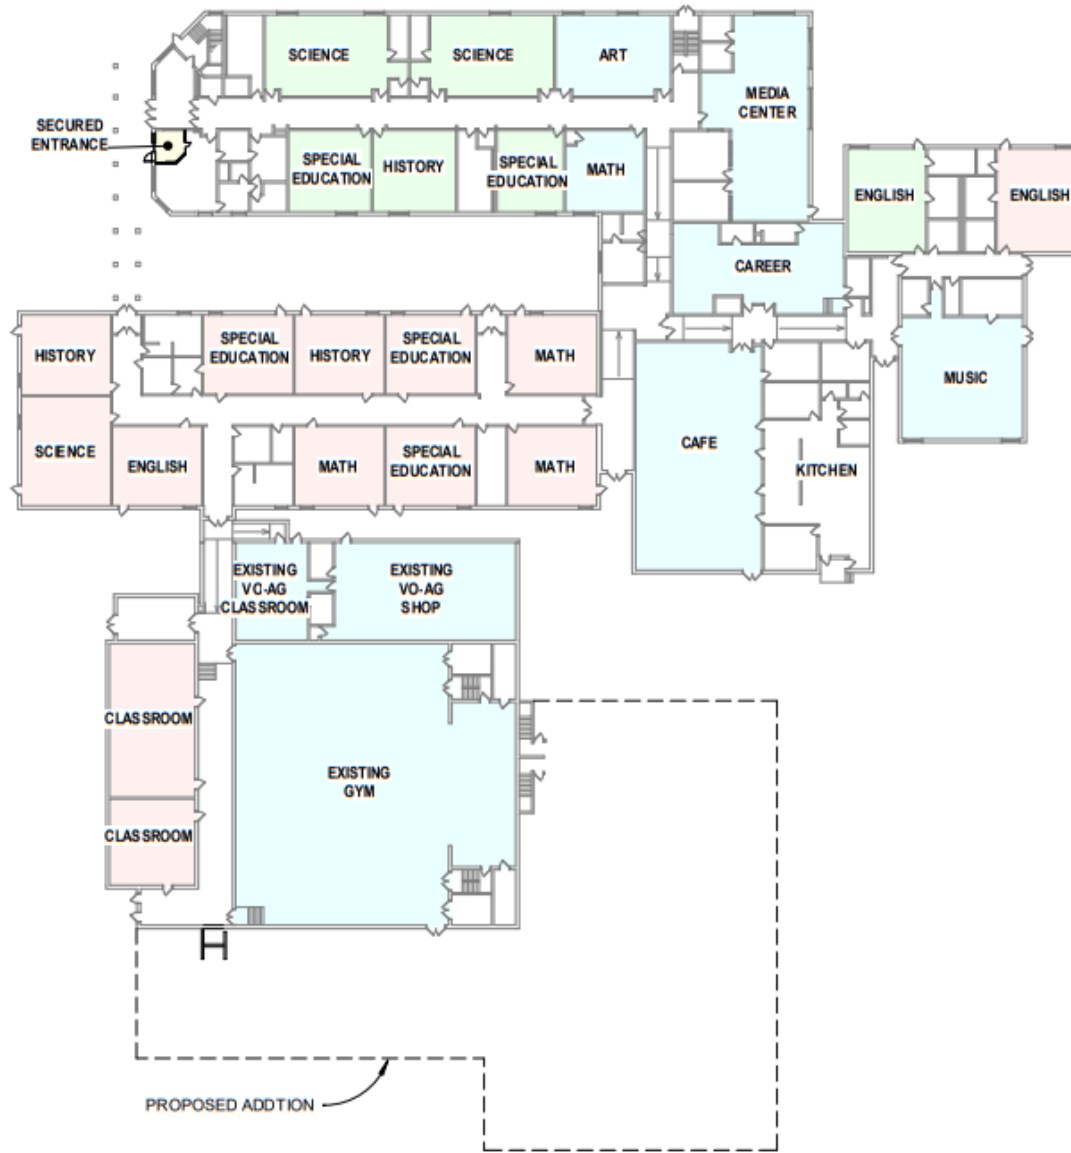 SCIENCE
SCIENCE
ART
MEDIA
CENTER
SECURED
ENTRANCE
SPECIAL
EDUCATION
HISTORY
SPECIAL
EDUCATION
MATH
ENGLISH
ENGLISH
CAREER
HISTORY
SPECIAL
EDUCATION
HISTORY
SPECIAL
EDUCATION
MATH
MUSIC
SCIENCE
ENGLISH
MATH
SPECIAL
EDUCATION
MATH
CAFE
KITCHEN
EXISTING
VO-AG
CLASSROOM
EXISTING
VO-AG
SHOP
CLASSROOM
EXISTING
GYM
CLASSROOM
PROPOSED ADDTION